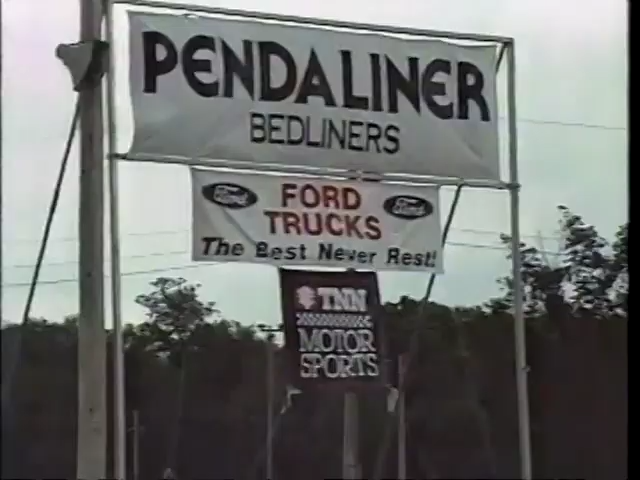 PENDALINER
BEDLINERS
Ford FORD Ford
TRUCKS
The Best Never Rest!
TNN
MOTOR
SPORTS